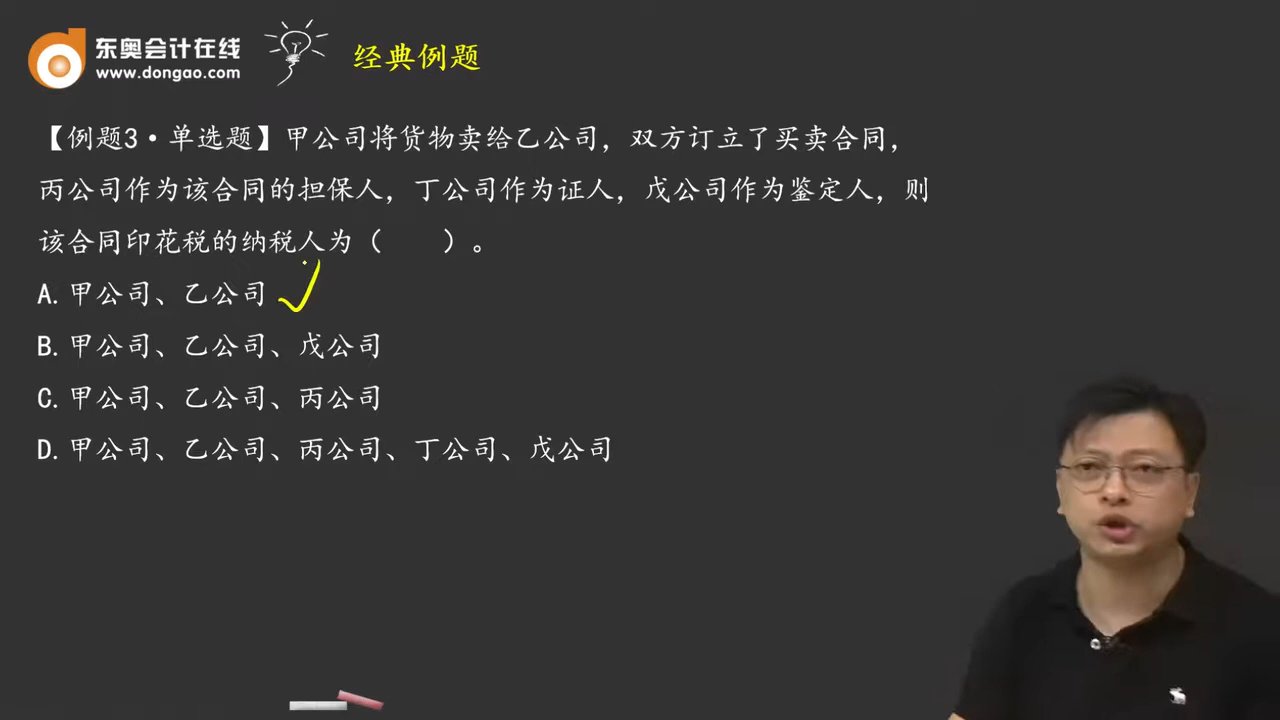 东奥会计在线
www.dongao.com
经典例题
【例题3·单选题】甲公司将货物卖给乙公司，双方订立了买卖合同，
丙公司作为该合同的担保人，丁公司作为证人，戊公司作为鉴定人，则
该合同印花税的纳税人为（　　）。
A. 甲公司、乙公司
B. 甲公司、乙公司、戊公司
C. 甲公司、乙公司、丙公司
D. 甲公司、乙公司、丙公司、丁公司、戊公司